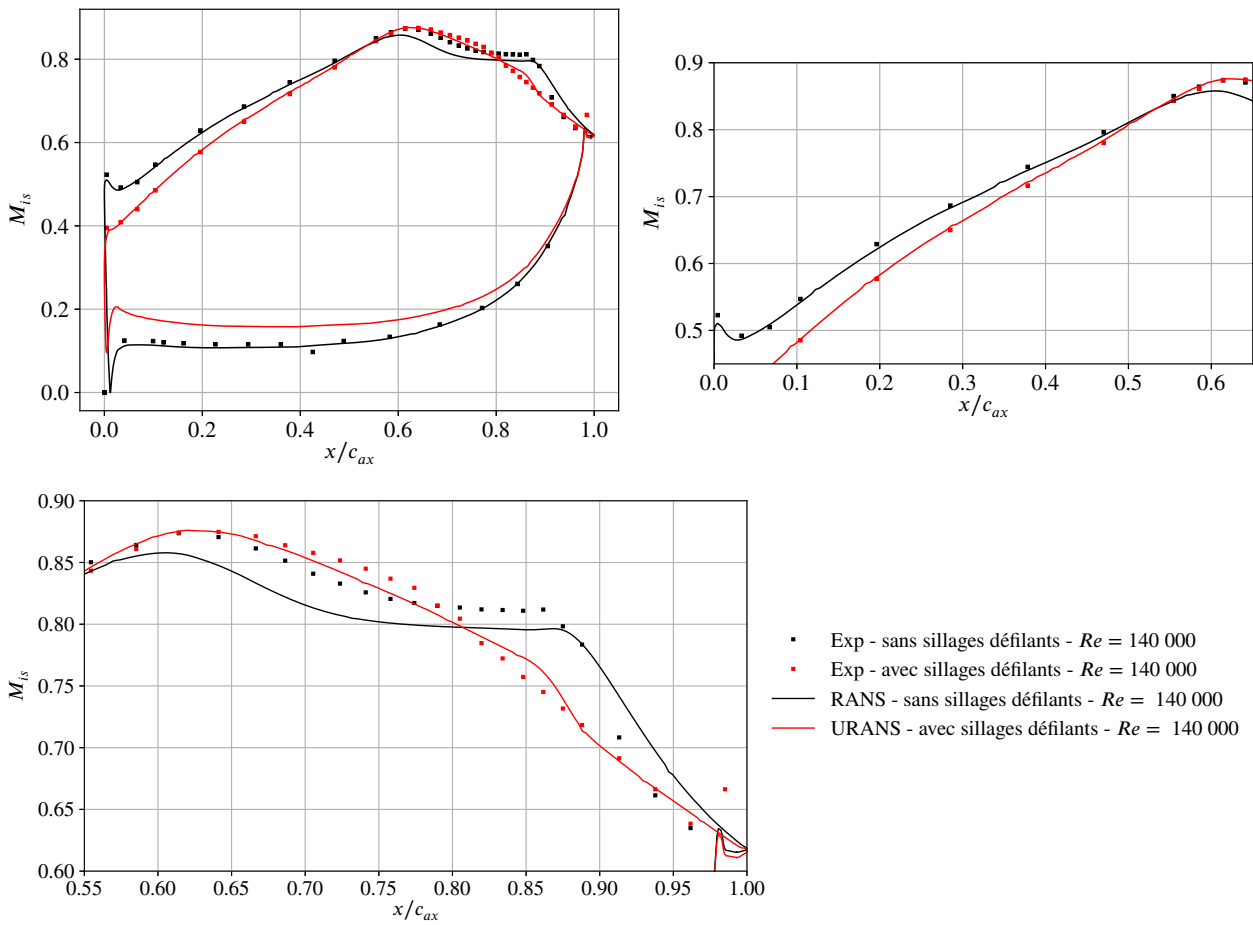 0.8
0.6
0.4
0.2
0.0
M_is
0.0 0.2 0.4 0.6 0.8 1.0
x/c_ax
0.9
0.8
0.7
0.6
0.5
M_is
0.0 0.1 0.2 0.3 0.4 0.5 0.6
x/c_ax
0.90
0.85
0.80
0.75
0.70
0.65
0.60
M_is
0.55 0.60 0.65 0.70 0.75 0.80 0.85 0.90 0.95 1.00
x/c_ax
Exp - sans sillages défilants - Re = 140 000
Exp - avec sillages défilants - Re = 140 000
RANS - sans sillages défilants - Re = 140 000
URANS - avec sillages défilants - Re = 140 000